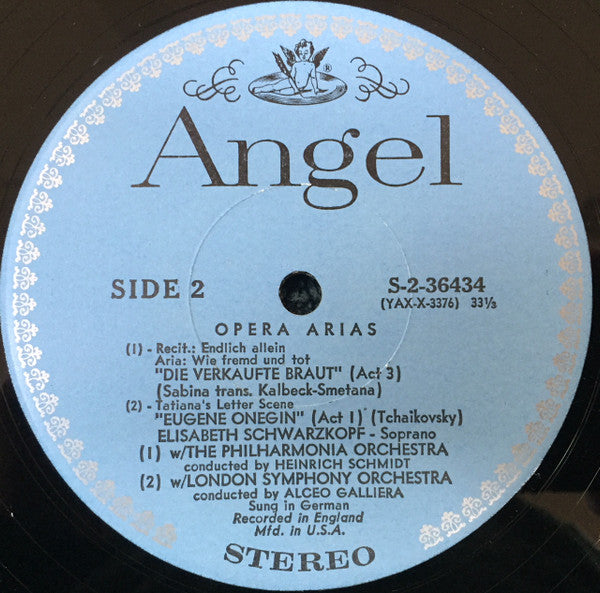 ®
Angel
SIDE 2
S-2-36434
(YAX-X-3376) 33⅓
OPERA ARIAS
(1) - Recit.: Endlich allein
Aria: Wie fremd und tot
"DIE VERKAUFTE BRAUT" (Act 3)
(Sabina trans. Kalbeck-Smetana)
(2) - Tatiana's Letter Scene
"EUGENE ONEGIN" (Act 1) (Tchaikovsky)
ELISABETH SCHWARZKOPF - Soprano
(1) w/THE PHILHARMONIA ORCHESTRA
conducted by HEINRICH SCHMIDT
(2) w/LONDON SYMPHONY ORCHESTRA
conducted by ALCEO GALLIERA
Sung in German
Recorded in England
Mfd. in U.S.A.
STEREO